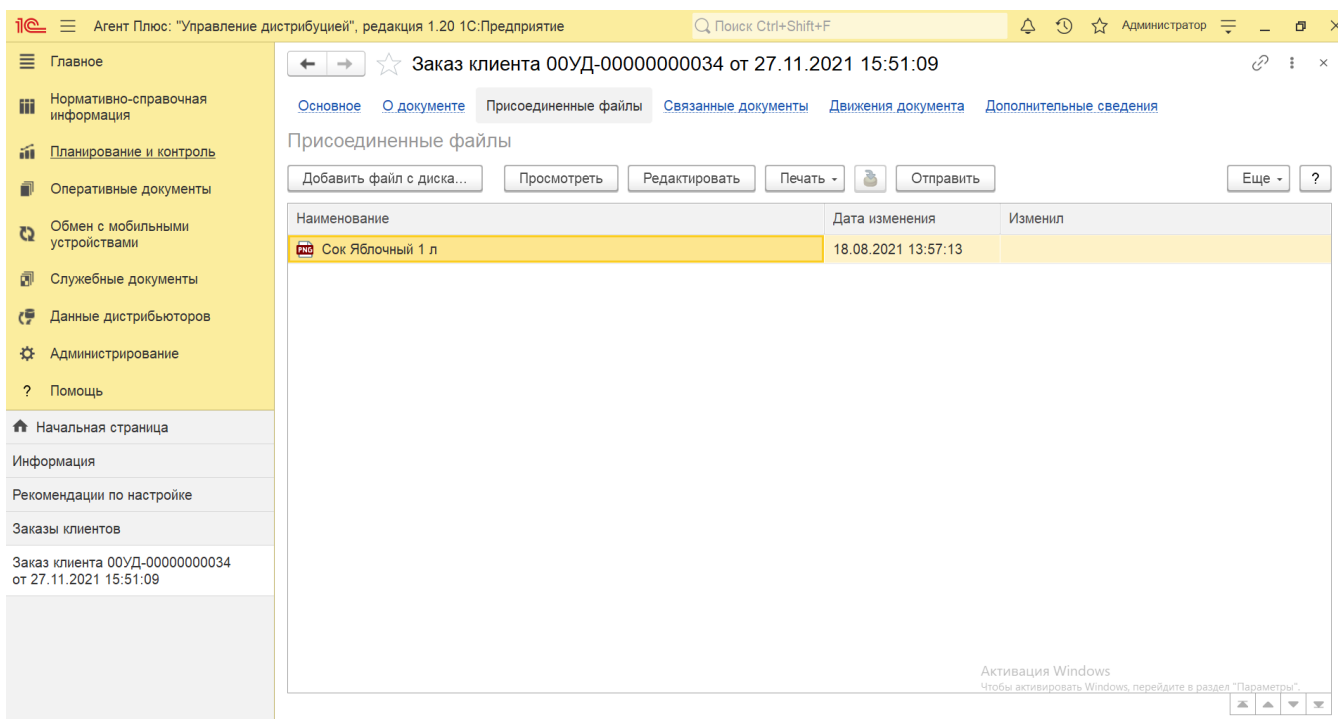 1С Агент Плюс: "Управление дистрибуцией", редакция 1.20 1С:Предприятие
Поиск Ctrl+Shift+F
Администратор
Главное
Нормативно-справочная
информация
Планирование и контроль
Оперативные документы
Обмен с мобильными
устройствами
Служебные документы
Данные дистрибьюторов
Администрирование
? Помощь
Начальная страница
Информация
Рекомендации по настройке
Заказы клиентов
Заказ клиента 00УД-00000000034
от 27.11.2021 15:51:09
Заказ клиента 00УД-00000000034 от 27.11.2021 15:51:09
Основное О документе Присоединенные файлы Связанные документы Движения документа Дополнительные сведения
Присоединенные файлы
Добавить файл с диска... Просмотреть Редактировать Печать Отправить Еще ?
Наименование Дата изменения Изменил
PNG Сок Яблочный 1 л 18.08.2021 13:57:13
Активация Windows
Чтобы активировать Windows, перейдите в раздел "Параметры".